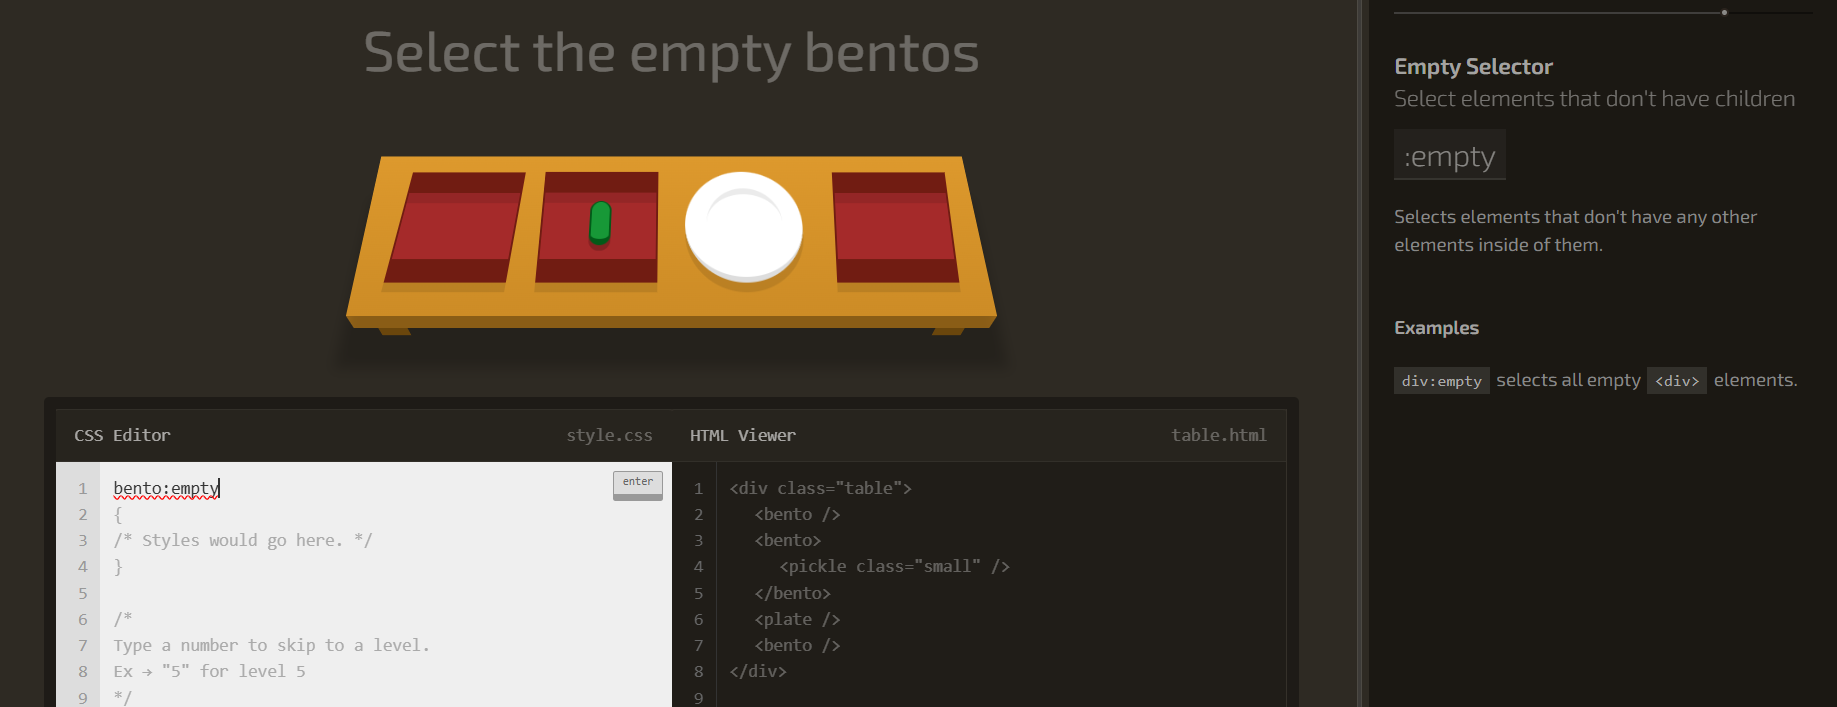 Select the empty bentos
CSS Editor
style.css
1 bento:empty
enter
2 {
3 /* Styles would go here. */
4 }
5
6 /*
7 Type a number to skip to a level.
8 Ex → "5" for level 5
9 */
HTML Viewer
table.html
1 <div class="table">
2 <bento />
3 <bento>
4 <pickle class="small" />
5 </bento>
6 <plate />
7 <bento />
8 </div>
9
Empty Selector
Select elements that don't have children
:empty
Selects elements that don't have any other
elements inside of them.
Examples
div:empty selects all empty <div> elements.